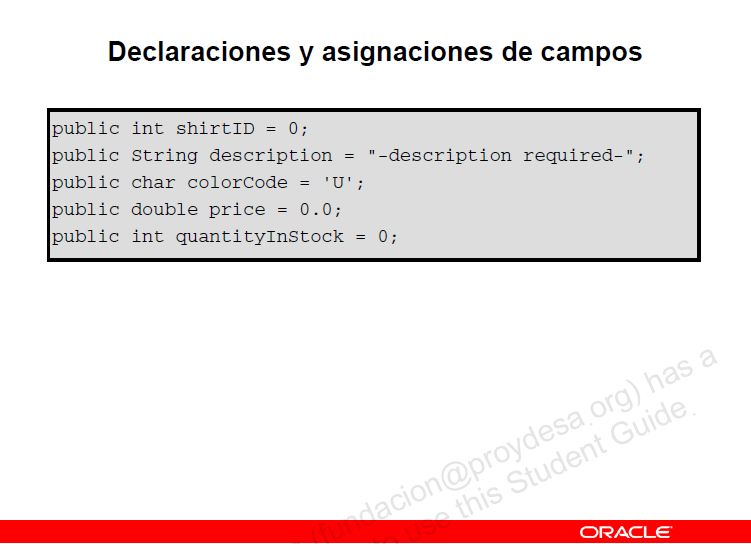 Declaraciones y asignaciones de campos
public int shirtID = 0;
public String description = "-description required-";
public char colorCode = 'U';
public double price = 0.0;
public int quantityInStock = 0;
(fundacion@proydesa.org) has a
to use this Student Guide.
ORACLE